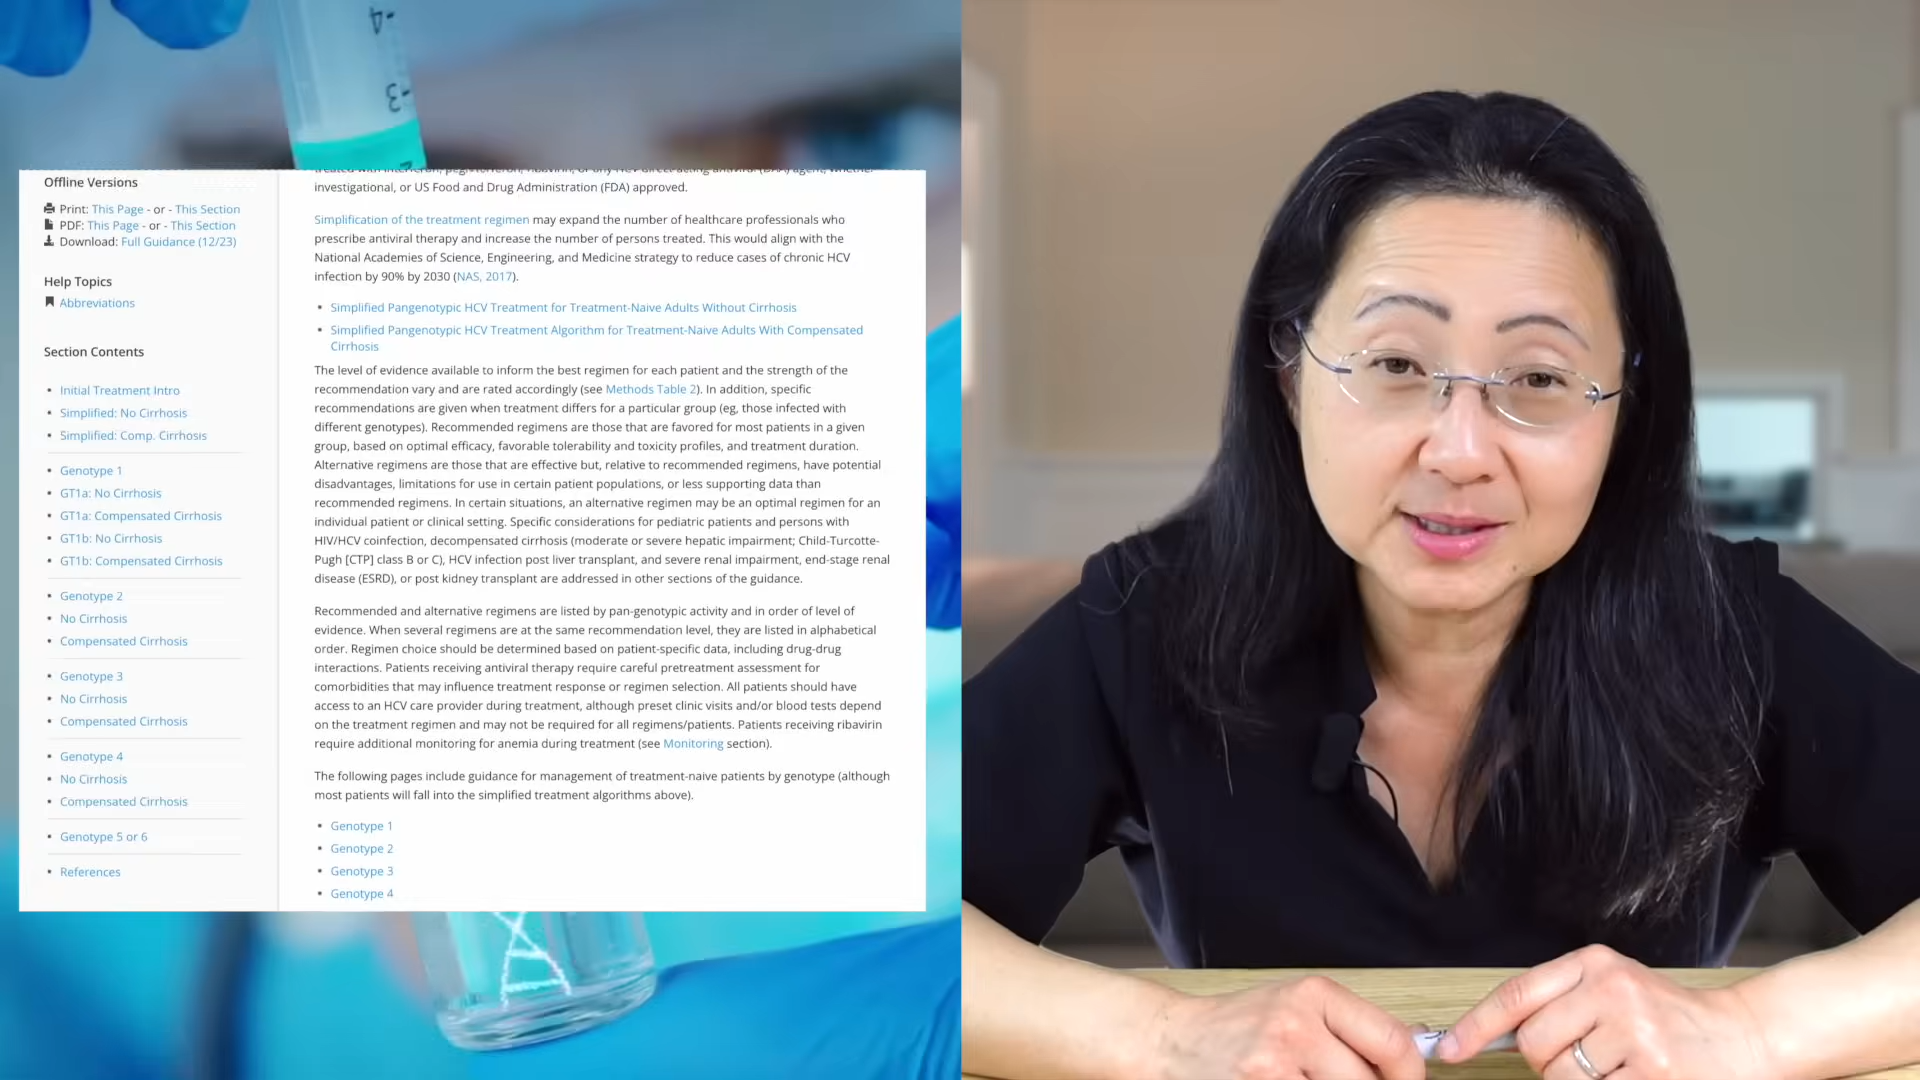 -4
-3
2
Offline Versions
Print: This Page - or - This Section
PDF: This Page - or - This Section
Download: Full Guidance (12/23)
Help Topics
Abbreviations
Section Contents
• Initial Treatment Intro
• Simplified: No Cirrhosis
• Simplified: Comp. Cirrhosis
• Genotype 1
• GT1a: No Cirrhosis
• GT1a: Compensated Cirrhosis
• GT1b: No Cirrhosis
• GT1b: Compensated Cirrhosis
• Genotype 2
• No Cirrhosis
• Compensated Cirrhosis
• Genotype 3
• No Cirrhosis
• Compensated Cirrhosis
• Genotype 4
• No Cirrhosis
• Compensated Cirrhosis
• Genotype 5 or 6
• References
investigational, or US Food and Drug Administration (FDA) approved.
Simplification of the treatment regimen may expand the number of healthcare professionals who
prescribe antiviral therapy and increase the number of persons treated. This would align with the
National Academies of Science, Engineering, and Medicine strategy to reduce cases of chronic HCV
infection by 90% by 2030 (NAS, 2017).
• Simplified Pangenotypic HCV Treatment for Treatment-Naive Adults Without Cirrhosis
• Simplified Pangenotypic HCV Treatment Algorithm for Treatment-Naive Adults With Compensated
Cirrhosis
The level of evidence available to inform the best regimen for each patient and the strength of the
recommendation vary and are rated accordingly (see Methods Table 2). In addition, specific
recommendations are given when treatment differs for a particular group (eg, those infected with
different genotypes). Recommended regimens are those that are favored for most patients in a given
group, based on optimal efficacy, favorable tolerability and toxicity profiles, and treatment duration.
Alternative regimens are those that are effective but, relative to recommended regimens, have potential
disadvantages, limitations for use in certain patient populations, or less supporting data than
recommended regimens. In certain situations, an alternative regimen may be an optimal regimen for an
individual patient or clinical setting. Specific considerations for pediatric patients and persons with
HIV/HCV coinfection, decompensated cirrhosis (moderate or severe hepatic impairment; Child-Turcotte-
Pugh [CTP] class B or C), HCV infection post liver transplant, and severe renal impairment, end-stage renal
disease (ESRD), or post kidney transplant are addressed in other sections of the guidance.
Recommended and alternative regimens are listed by pan-genotypic activity and in order of level of
evidence. When several regimens are at the same recommendation level, they are listed in alphabetical
order. Regimen choice should be determined based on patient-specific data, including drug-drug
interactions. Patients receiving antiviral therapy require careful pretreatment assessment for
comorbidities that may influence treatment response or regimen selection. All patients should have
access to an HCV care provider during treatment, although preset clinic visits and/or blood tests depend
on the treatment regimen and may not be required for all regimens/patients. Patients receiving ribavirin
require additional monitoring for anemia during treatment (see Monitoring section).
The following pages include guidance for management of treatment-naive patients by genotype (although
most patients will fall into the simplified treatment algorithms above).
• Genotype 1
• Genotype 2
• Genotype 3
• Genotype 4